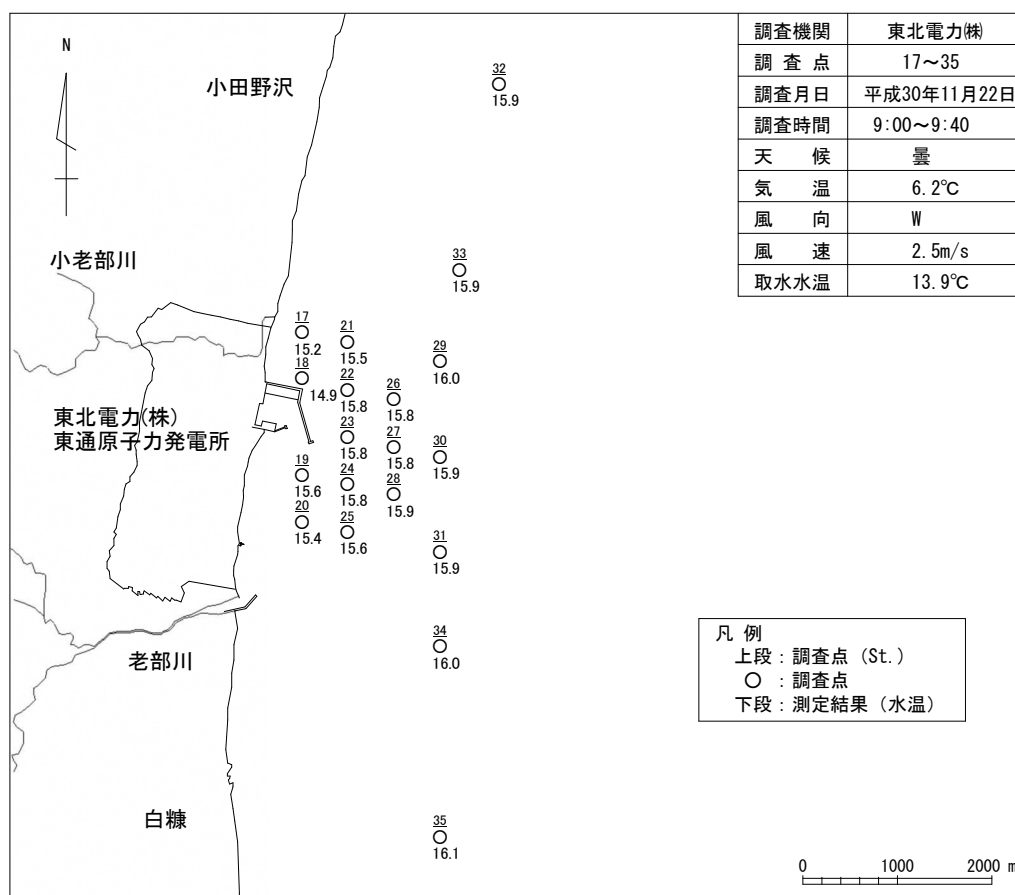 調査機関 東北電力㈱
調査点 17～35
調査月日 平成30年11月22日
調査時間 9:00～9:40
天候 曇
気温 6.2℃
風向 W
風速 2.5m/s
取水水温 13.9℃
N
小田野沢
32
15.9
小老部川
33
15.9
17
15.2
21
15.5
29
16.0
18
14.9
22
15.8
26
15.8
東北電力(株)
東通原子力発電所
23
15.8
27
15.8
30
15.9
19
15.6
24
15.8
28
15.9
20
15.4
25
15.6
31
15.9
34
16.0
老部川
凡 例
上段：調査点（St.）
○ ：調査点
下段：測定結果（水温）
白糠
35
16.1
0 1000 2000 m